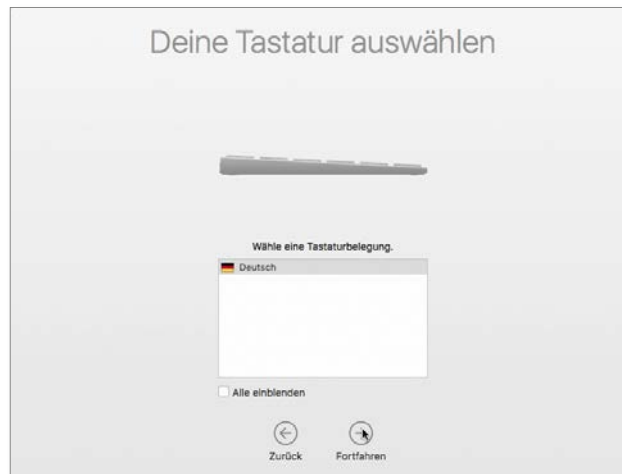 Deine Tastatur auswählen
Wähle eine Tastaturbelegung.
Deutsch
Alle einblenden
Zurück Fortfahren